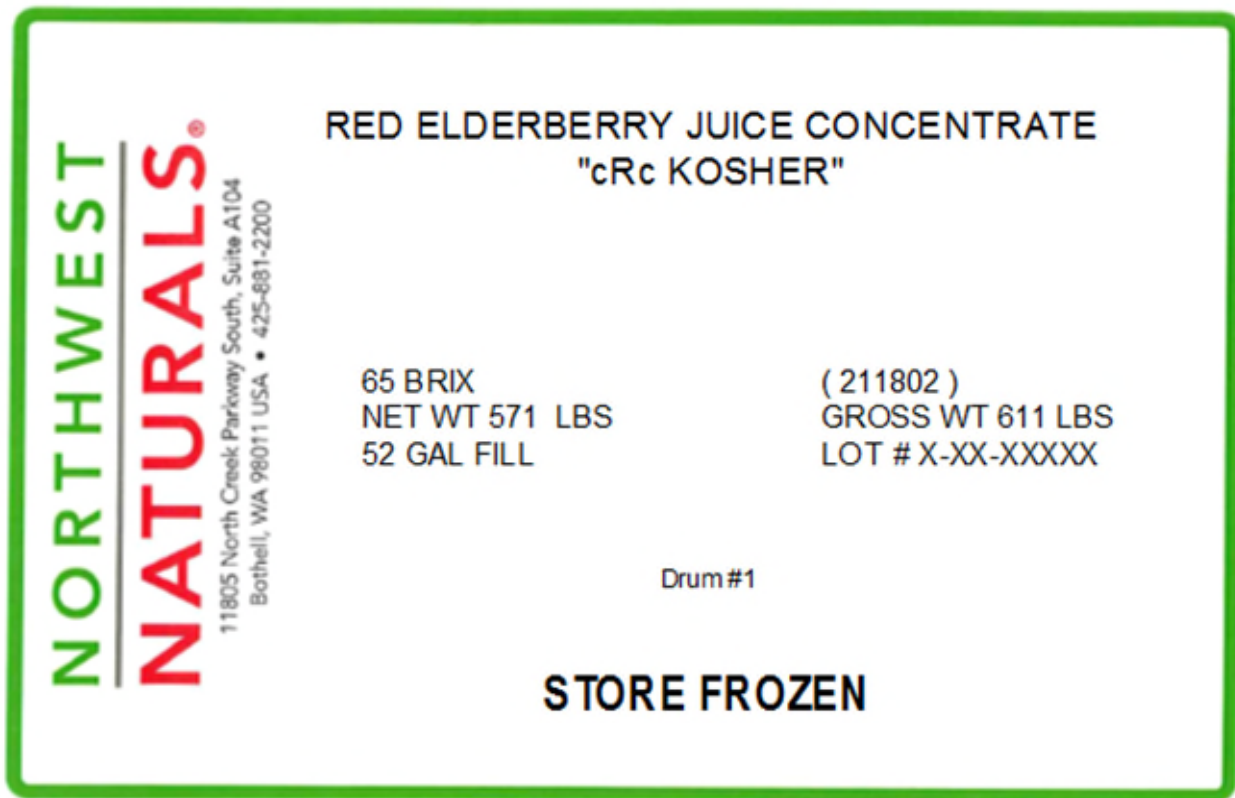 NORTHWEST
NATURALS®
11805 North Creek Parkway South, Suite A104
Bothell, WA 98011 USA • 425-881-2200
RED ELDERBERRY JUICE CONCENTRATE
"cRc KOSHER"
65 BRIX
NET WT 571 LBS
52 GAL FILL
( 211802 )
GROSS WT 611 LBS
LOT # X-XX-XXXXX
Drum #1
STORE FROZEN